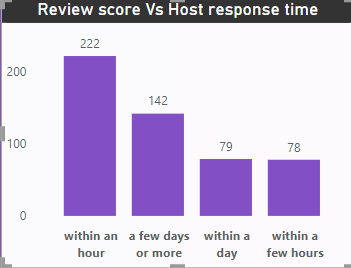 Review score Vs Host response time
222
200
142
100
79
78
0
within an
hour
a few days
or more
within a
day
within a
few hours